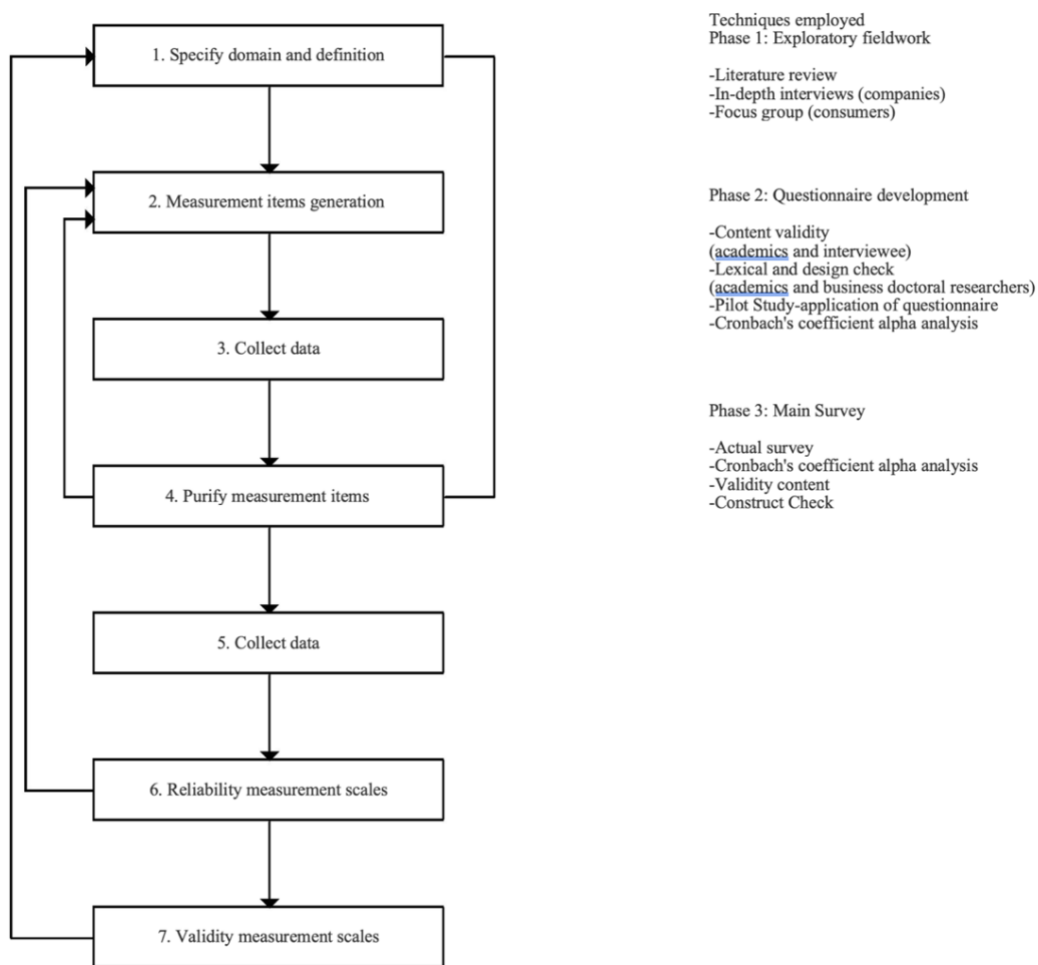 1. Specify domain and definition
2. Measurement items generation
3. Collect data
4. Purify measurement items
5. Collect data
6. Reliability measurement scales
7. Validity measurement scales
Techniques employed
Phase 1: Exploratory fieldwork
-Literature review
-In-depth interviews (companies)
-Focus group (consumers)
Phase 2: Questionnaire development
-Content validity
(academics and interviewee)
-Lexical and design check
(academics and business doctoral researchers)
-Pilot Study-application of questionnaire
-Cronbach's coefficient alpha analysis
Phase 3: Main Survey
-Actual survey
-Cronbach's coefficient alpha analysis
-Validity content
-Construct Check